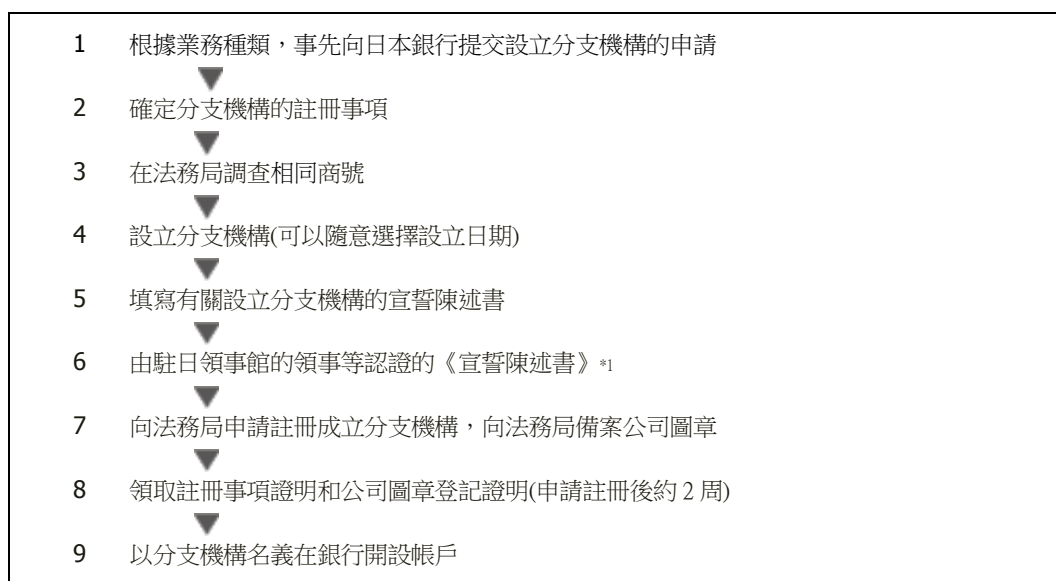 1 根據業務種類，事先向日本銀行提交設立分支機構的申請
2 確定分支機構的註冊事項
3 在法務局調查相同商號
4 設立分支機構(可以隨意選擇設立日期)
5 填寫有關設立分支機構的宣誓陳述書
6 由駐日領事館的領事等認證的《宣誓陳述書》*1
7 向法務局申請註冊成立分支機構，向法務局備案公司圖章
8 領取註冊事項證明和公司圖章登記證明(申請註冊後約 2 周)
9 以分支機構名義在銀行開設帳戶